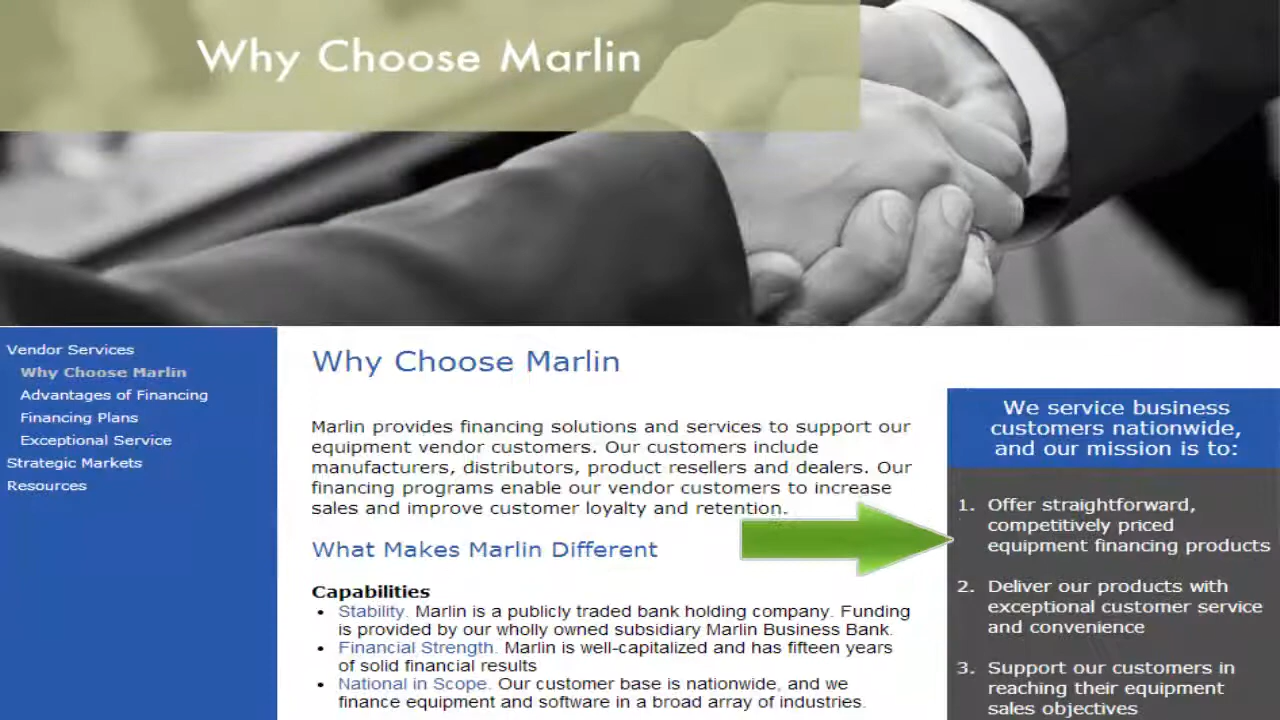 Why Choose Marlin
Vendor Services
Why Choose Marlin
Advantages of Financing
Financing Plans
Exceptional Service
Strategic Markets
Resources
Why Choose Marlin
Marlin provides financing solutions and services to support our
equipment vendor customers. Our customers include
manufacturers, distributors, product resellers and dealers. Our
financing programs enable our vendor customers to increase
sales and improve customer loyalty and retention.
What Makes Marlin Different
Capabilities
• Stability. Marlin is a publicly traded bank holding company. Funding
is provided by our wholly owned subsidiary Marlin Business Bank.
• Financial Strength. Marlin is well-capitalized and has fifteen years
of solid financial results
• National in Scope. Our customer base is nationwide, and we
finance equipment and software in a broad array of industries.
We service business
customers nationwide,
and our mission is to:
1. Offer straightforward,
competitively priced
equipment financing products
2. Deliver our products with
exceptional customer service
and convenience
3. Support our customers in
reaching their equipment
sales objectives